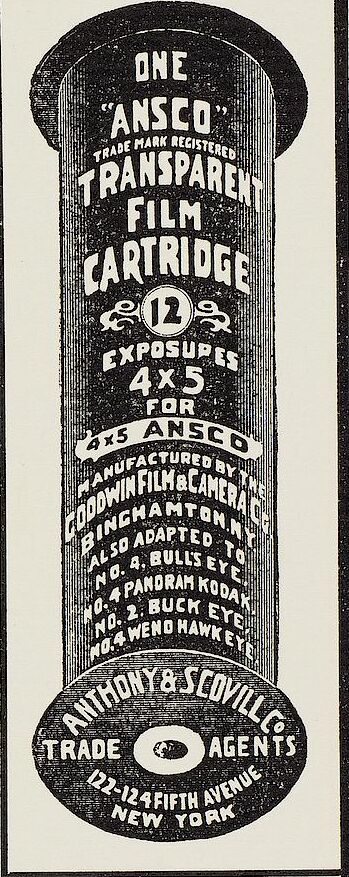 ONE
"ANSCO"
TRADE MARK REGISTERED
TRANSPARENT
FILM
CARTRIDGE
12
EXPOSURES
4x5
FOR
4x5 ANSCO
MANUFACTURED BY THE
GOODWIN FILM & CAMERA CO.
BINGHAMTON, N.Y.
ALSO ADAPTED TO
NO. 4, BULL'S EYE,
NO. 4 PANORAM KODAK,
NO. 2, BUCK EYE,
NO. 4 WENO HAWK EYE,
ANTHONY & SCOVILL Co.
TRADE AGENTS
122-124 FIFTH AVENUE
NEW YORK